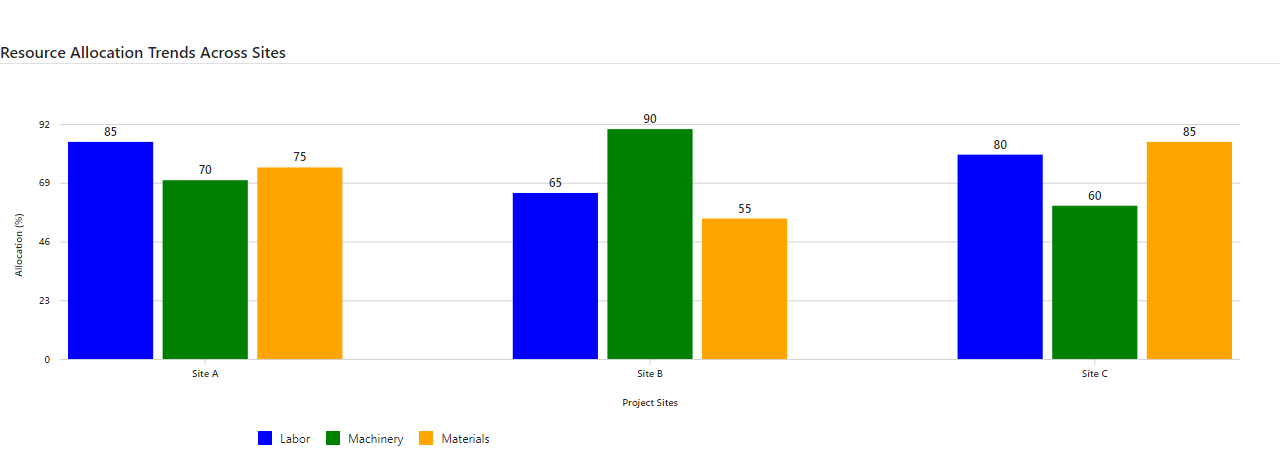 Resource Allocation Trends Across Sites
92
69
46
23
0
Allocation (%)
85
70
75
65
90
55
80
60
85
Site A
Site B
Site C
Project Sites
Labor
Machinery
Materials